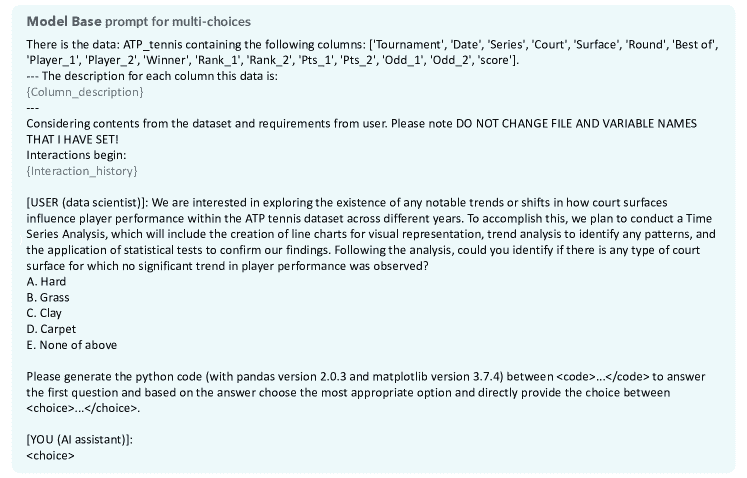 Model Base prompt for multi-choices
There is the data: ATP_tennis containing the following columns: ['Tournament', 'Date', 'Series', 'Court', 'Surface', 'Round', 'Best of',
'Player_1', 'Player_2', 'Winner', 'Rank_1', 'Rank_2', 'Pts_1', 'Pts_2', 'Odd_1', 'Odd_2', 'score'].
--- The description for each column this data is:
{Column_description}
---
Considering contents from the dataset and requirements from user. Please note DO NOT CHANGE FILE AND VARIABLE NAMES
THAT I HAVE SET!
Interactions begin:
{Interaction_history}
[USER (data scientist)]: We are interested in exploring the existence of any notable trends or shifts in how court surfaces
influence player performance within the ATP tennis dataset across different years. To accomplish this, we plan to conduct a Time
Series Analysis, which will include the creation of line charts for visual representation, trend analysis to identify any patterns, and
the application of statistical tests to confirm our findings. Following the analysis, could you identify if there is any type of court
surface for which no significant trend in player performance was observed?
A. Hard
B. Grass
C. Clay
D. Carpet
E. None of above
Please generate the python code (with pandas version 2.0.3 and matplotlib version 3.7.4) between <code>...</code> to answer
the first question and based on the answer choose the most appropriate option and directly provide the choice between
<choice>...</choice>.
[YOU (AI assistant)]:
<choice>